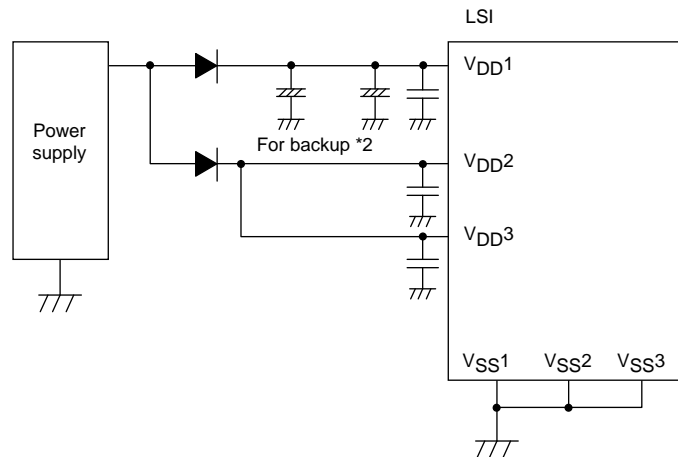 LSI
Power
supply
VDD1
For backup *2
VDD2
VDD3
VSS1 VSS2 VSS3